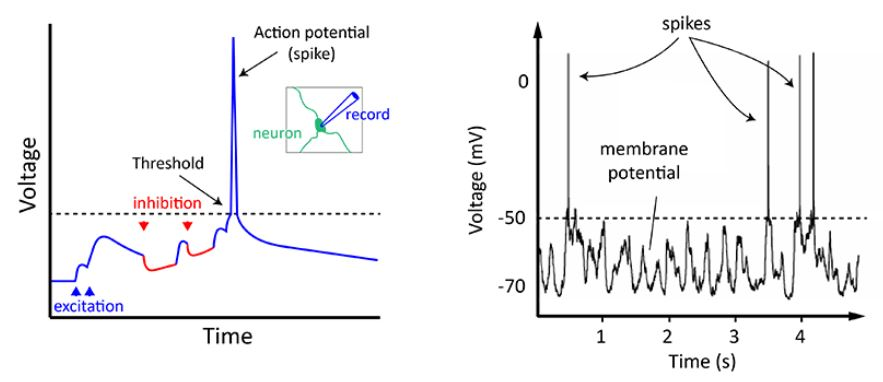 Action potential
(spike)
record
neuron
Threshold
inhibition
excitation
Voltage
Time
spikes
0
membrane
potential
-50
-70
Voltage (mV)
1 2 3 4
Time (s)